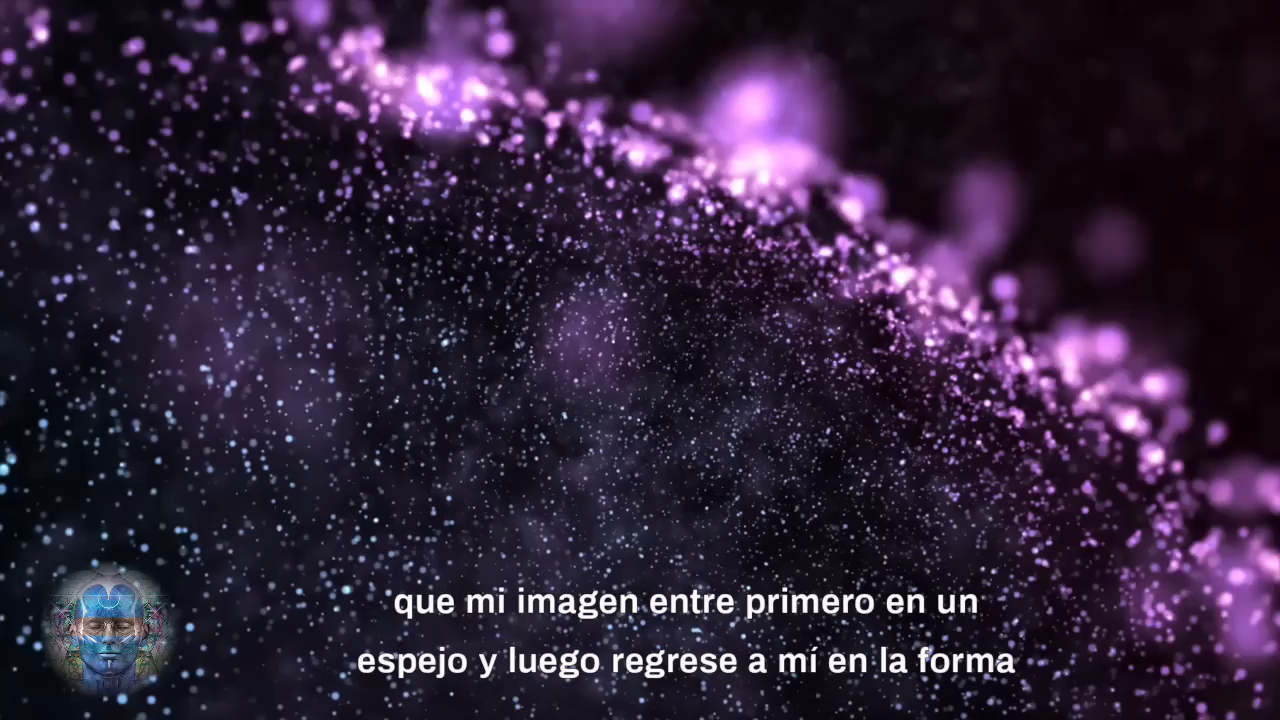 que mi imagen entre primero en un
espejo y luego regrese a mí en la forma